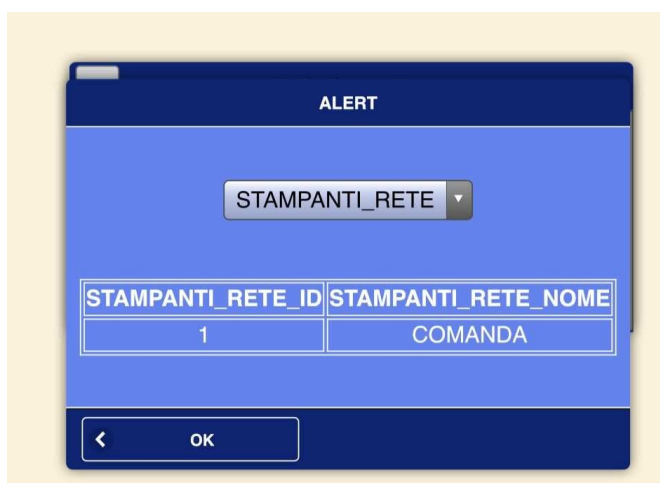 ALERT
STAMPANTI_RETE
STAMPANTI_RETE_ID STAMPANTI_RETE_NOME
1 COMANDA
OK